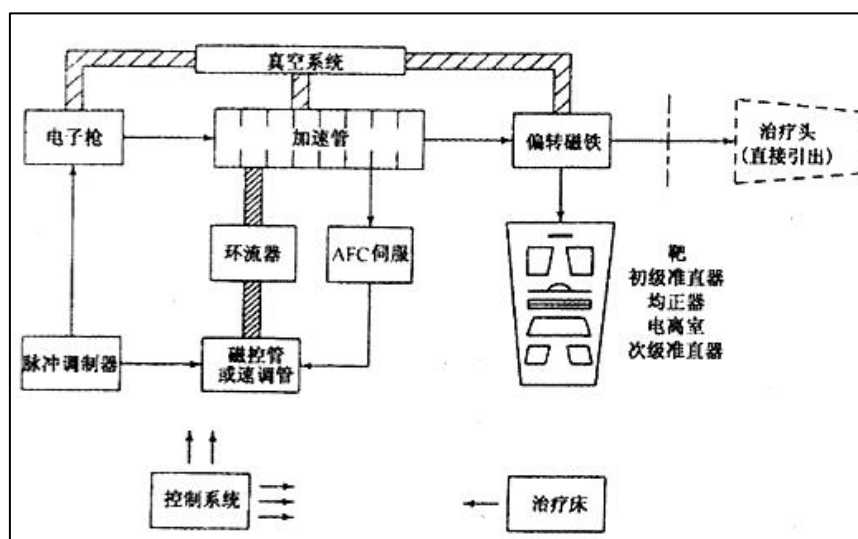 真空系统
电子枪
加速管
偏转磁铁
治疗头
(直接引出)
环流器
AFC伺服
靶
初级准直器
均正器
电离室
次级准直器
脉冲调制器
磁控管
或速调管
控制系统
治疗床